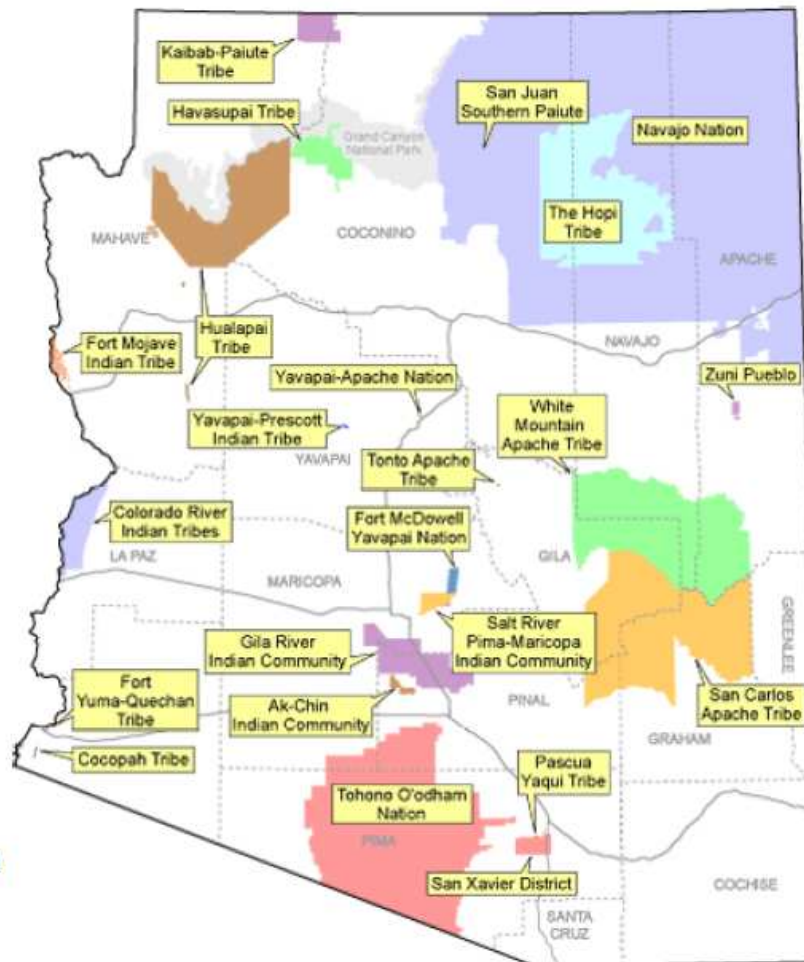 Kaibab-Paiute
Tribe
Havasupai Tribe
San Juan
Southern Paiute
Navajo Nation
Grand Canyon
National Park
The Hopi
Tribe
MAHAVE
COCONINO
APACHE
Fort Mojave
Indian Tribe
Hualapai
Tribe
NAVAJO
Yavapai-Apache Nation
Zuni Pueblo
Yavapai-Prescott
Indian Tribe
White
Mountain
Apache Tribe
YAVAPAI
Tonto Apache
Tribe
Colorado River
Indian Tribes
Fort McDowell
Yavapai Nation
LA PAZ
GILA
MARICOPA
GREENLEE
Gila River
Indian Community
Salt River
Pima-Maricopa
Indian Community
Fort
Yuma-Quechan
Tribe
Ak-Chin
Indian Community
PINAL
San Carlos
Apache Tribe
GRAHAM
Cocopah Tribe
Pascua
Yaqui Tribe
Tohono O'odham
Nation
PIMA
San Xavier District
COCHISE
SANTA
CRUZ